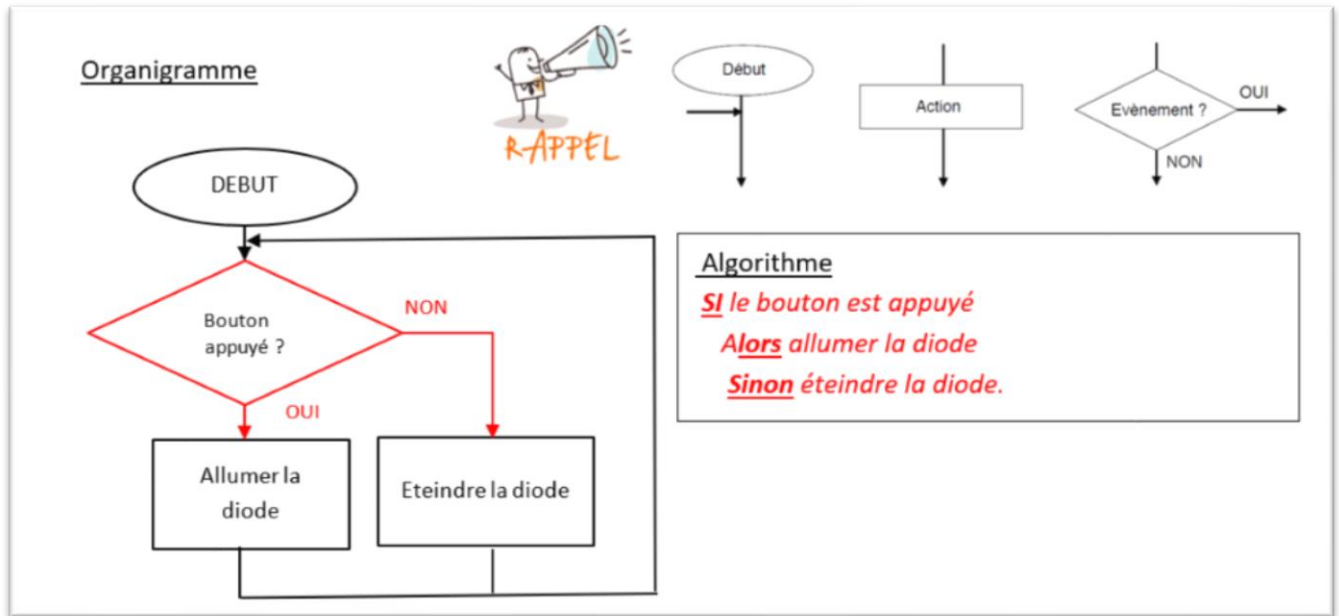 Organigramme
RAPPEL
Début
Action
Evènement ?
OUI
NON
DEBUT
Bouton
appuyé ?
NON
OUI
Allumer la
diode
Eteindre la diode
Algorithme
SI le bouton est appuyé
Alors allumer la diode
Sinon éteindre la diode.